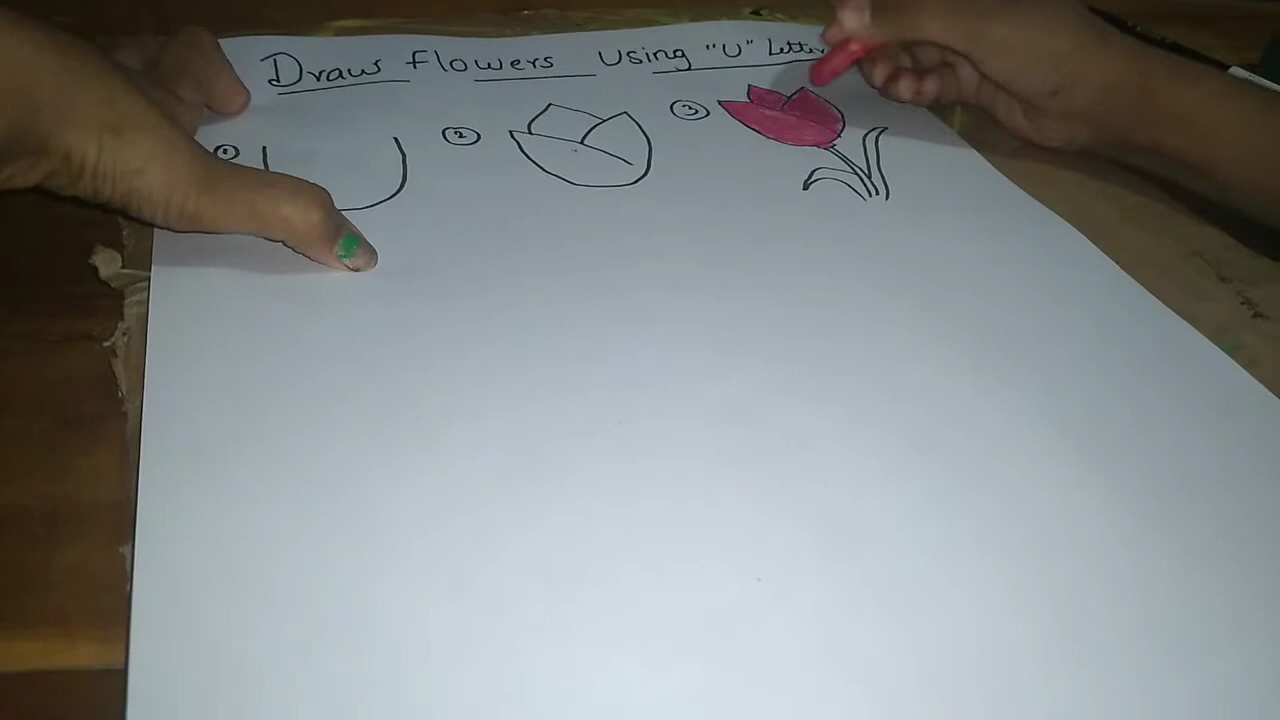 Draw Flowers Using "U" Letter
① ② ③